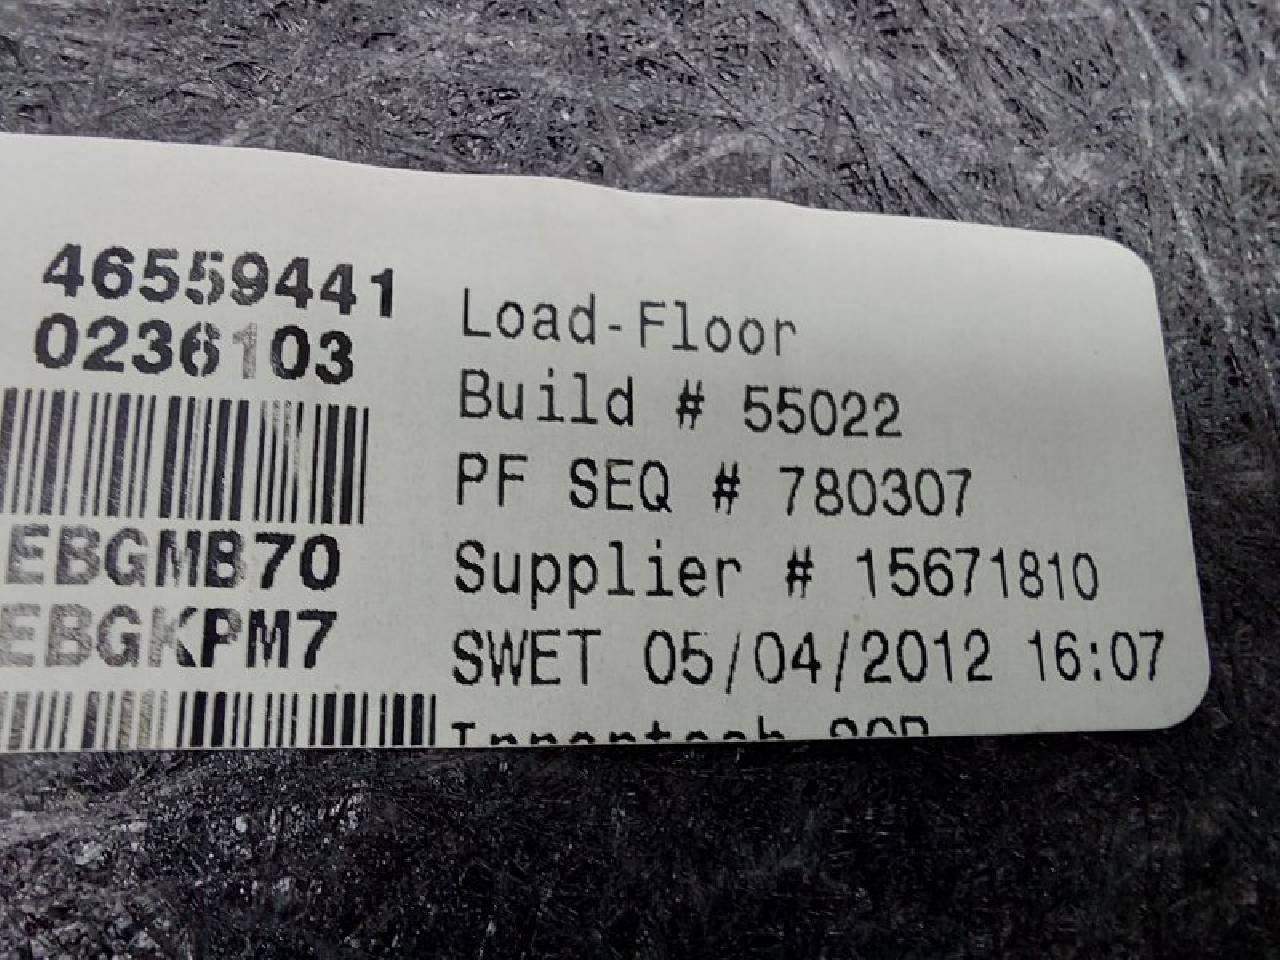 46559441
0236103
EBGMB70
EBGKPM7
Load-Floor
Build # 55022
PF SEQ # 780307
Supplier # 15671810
SWET 05/04/2012 16:07